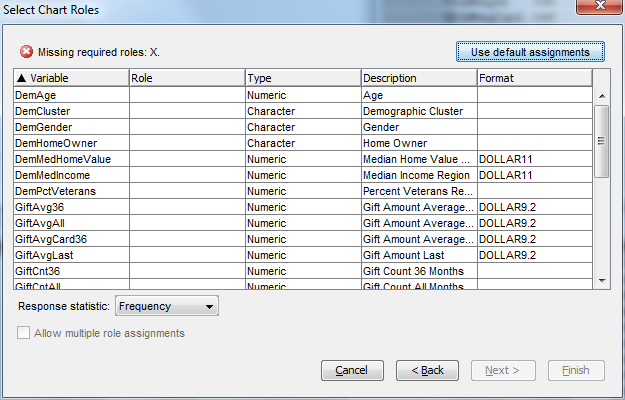 Select Chart Roles
Missing required roles: X.
Use default assignments
Variable Role Type Description Format
DemAge Numeric Age
DemCluster Character Demographic Cluster
DemGender Character Gender
DemHomeOwner Character Home Owner
DemMedHomeValue Numeric Median Home Value ... DOLLAR11
DemMedIncome Numeric Median Income Region DOLLAR11
DemPctVeterans Numeric Percent Veterans Re...
GiftAvg36 Numeric Gift Amount Average... DOLLAR9.2
GiftAvgAll Numeric Gift Amount Average... DOLLAR9.2
GiftAvgCard36 Numeric Gift Amount Average... DOLLAR9.2
GiftAvgLast Numeric Gift Amount Last DOLLAR9.2
GiftCnt36 Numeric Gift Count 36 Months
GiftCntAll Numeric Gift Count All Months
Response statistic: Frequency
Allow multiple role assignments
Cancel < Back Next > Finish